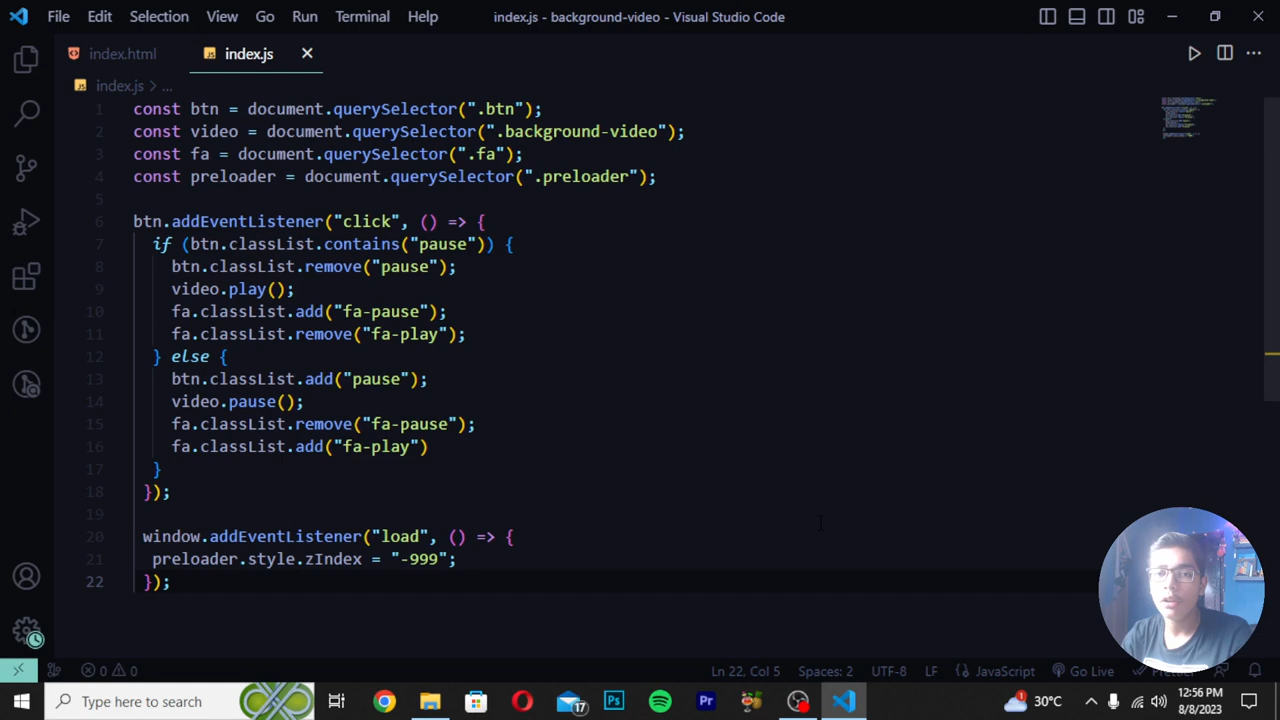 File Edit Selection View Go Run Terminal Help index.js - background-video - Visual Studio Code
index.html index.js
index.js > ...
1 const btn = document.querySelector(".btn");
2 const video = document.querySelector(".background-video");
3 const fa = document.querySelector(".fa");
4 const preloader = document.querySelector(".preloader");
5
6 btn.addEventListener("click", () => {
7 if (btn.classList.contains("pause")) {
8 btn.classList.remove("pause");
9 video.play();
10 fa.classList.add("fa-pause");
11 fa.classList.remove("fa-play");
12 } else {
13 btn.classList.add("pause");
14 video.pause();
15 fa.classList.remove("fa-pause");
16 fa.classList.add("fa-play")
17 }
18 });
19
20 window.addEventListener("load", () => {
21 preloader.style.zIndex = "-999";
22 });
0 0 Ln 22, Col 5 Spaces: 2 UTF-8 LF JavaScript Go Live Prettier
Type here to search 17 Ps Pr 1 30°C 12:56 PM
8/8/2023